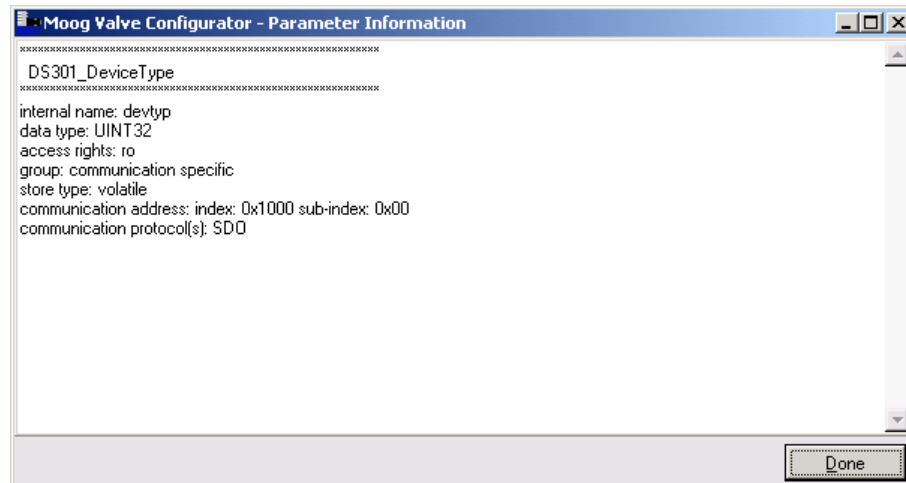 Moog Valve Configurator - Parameter Information
************************************************************
DS301_DeviceType
************************************************************
internal name: devtyp
data type: UINT32
access rights: ro
group: communication specific
store type: volatile
communication address: index: 0x1000 sub-index: 0x00
communication protocol(s): SDO
Done